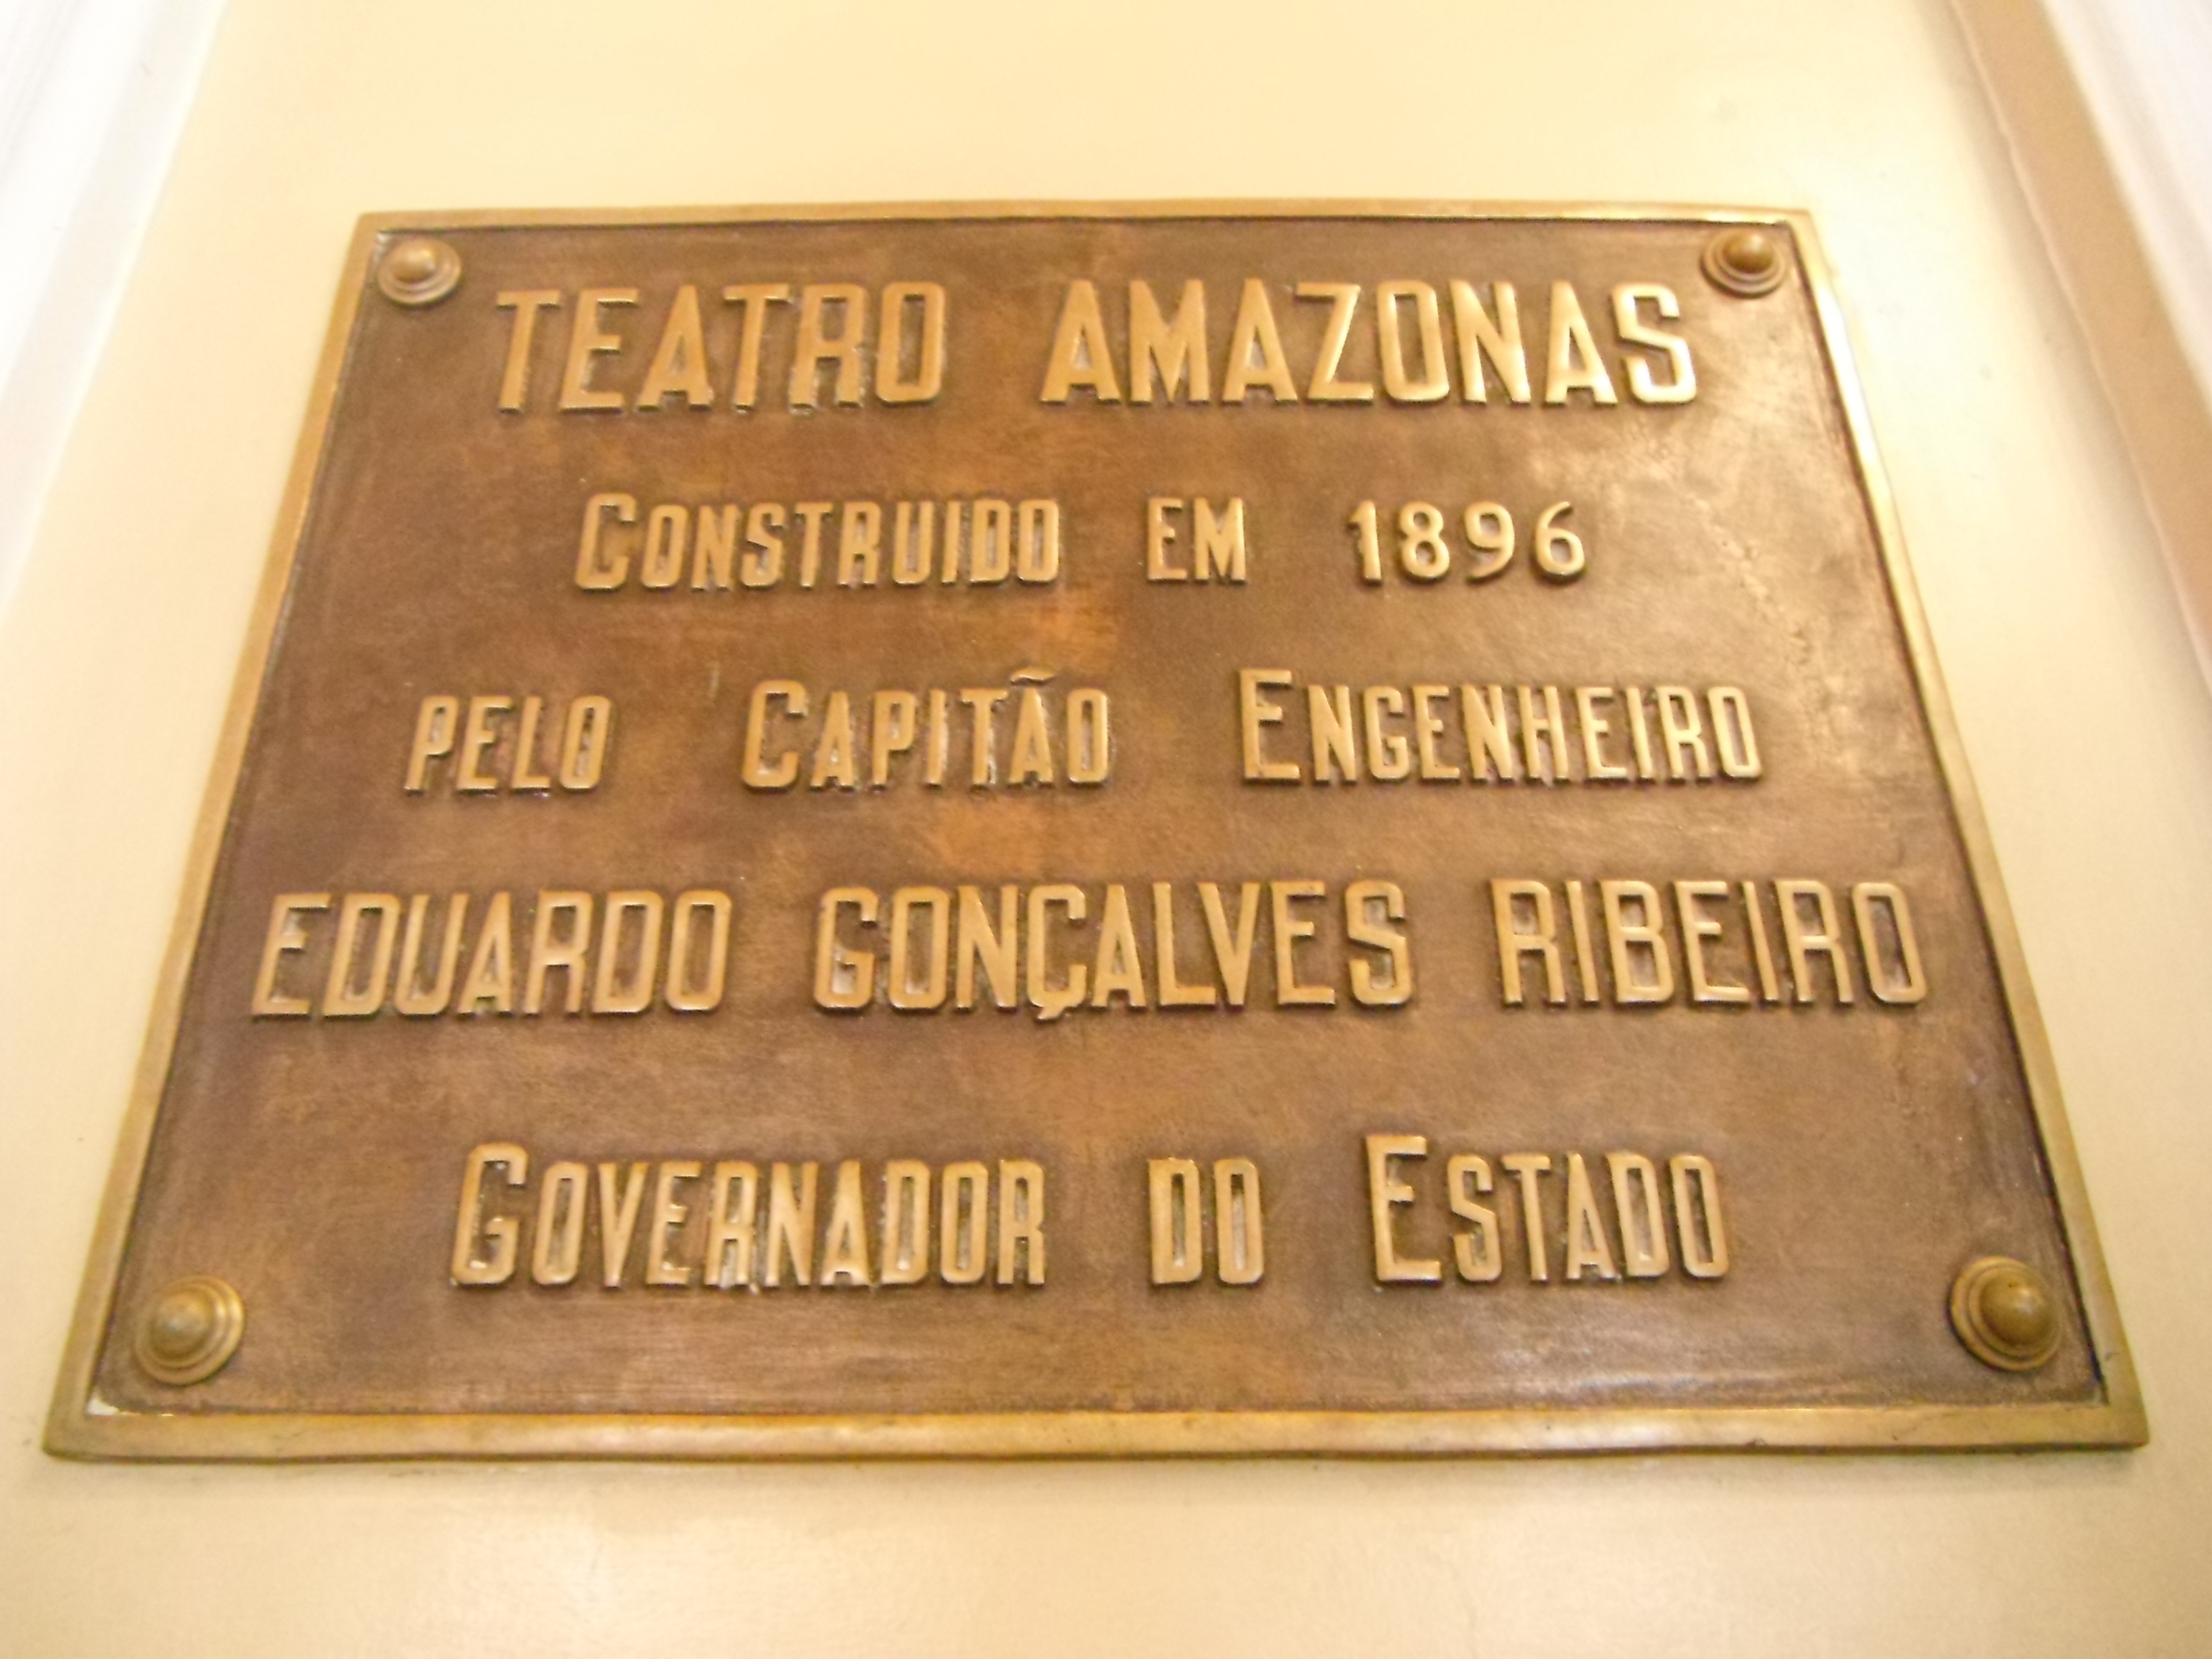 TEATRO AMAZONAS
CONSTRUIDO EM 1896
PELO CAPITÃO ENGENHEIRO
EDUARDO GONÇALVES RIBEIRO
GOVERNADOR DO ESTADO